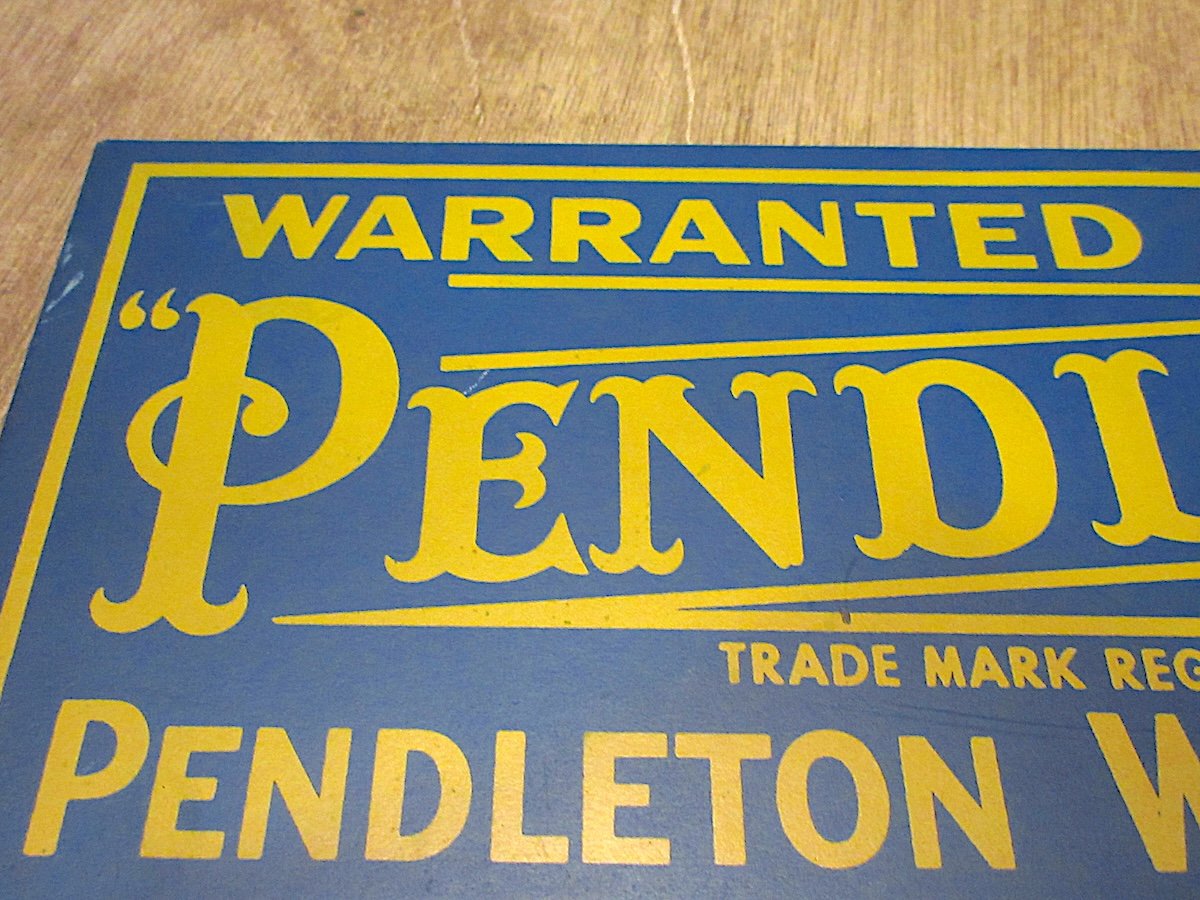 WARRANTED
"PENDL
TRADE MARK REG
PENDLETON W